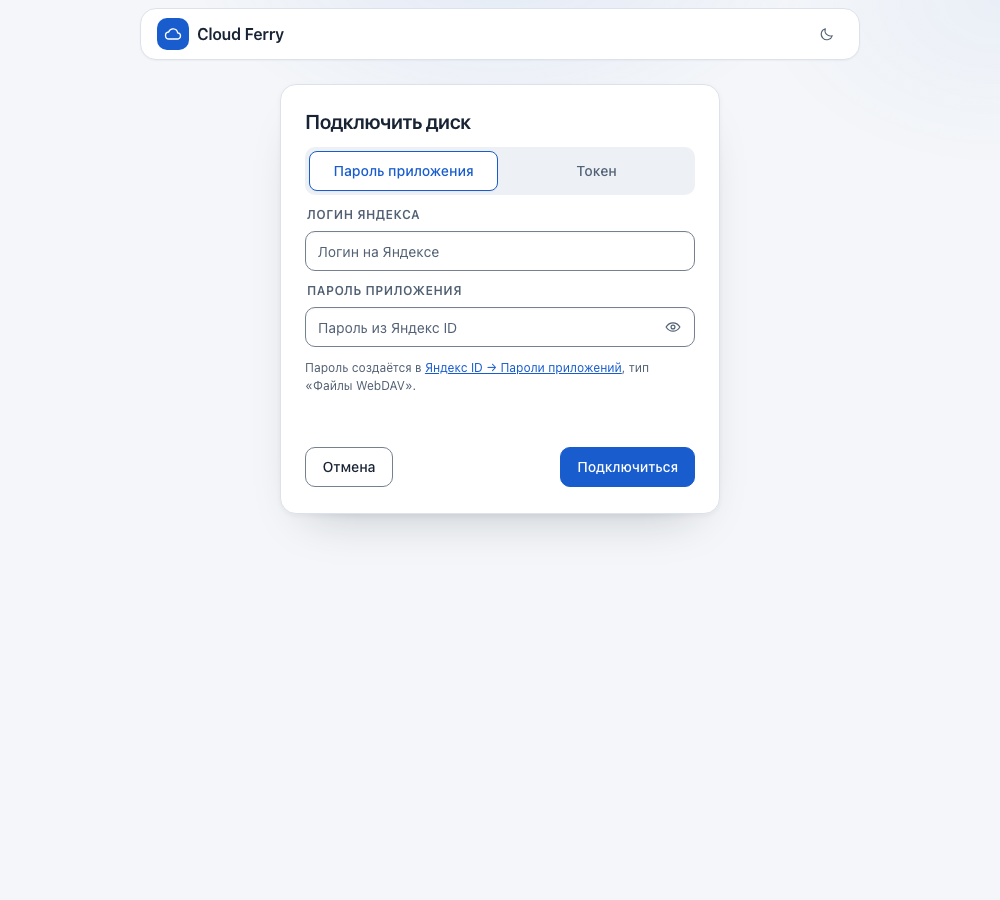 Cloud Ferry
Подключить диск
Пароль приложения
Токен
ЛОГИН ЯНДЕКСА
Логин на Яндексе
ПАРОЛЬ ПРИЛОЖЕНИЯ
Пароль из Яндекс ID
Пароль создаётся в Яндекс ID → Пароли приложений, тип
«Файлы WebDAV».
Отмена
Подключиться